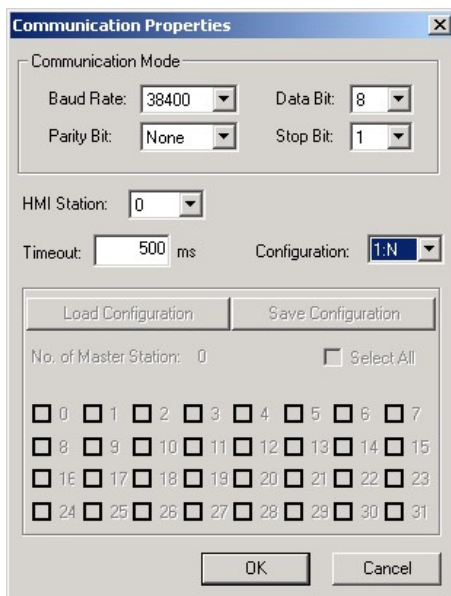 Communication Properties
Communication Mode
Baud Rate: 38400 Data Bit: 8
Parity Bit: None Stop Bit: 1
HMI Station: 0
Timeout: 500 ms Configuration: 1:N
Load Configuration Save Configuration
No. of Master Station: 0 Select All
0 1 2 3 4 5 6 7
8 9 10 11 12 13 14 15
16 17 18 19 20 21 22 23
24 25 26 27 28 29 30 31
OK Cancel